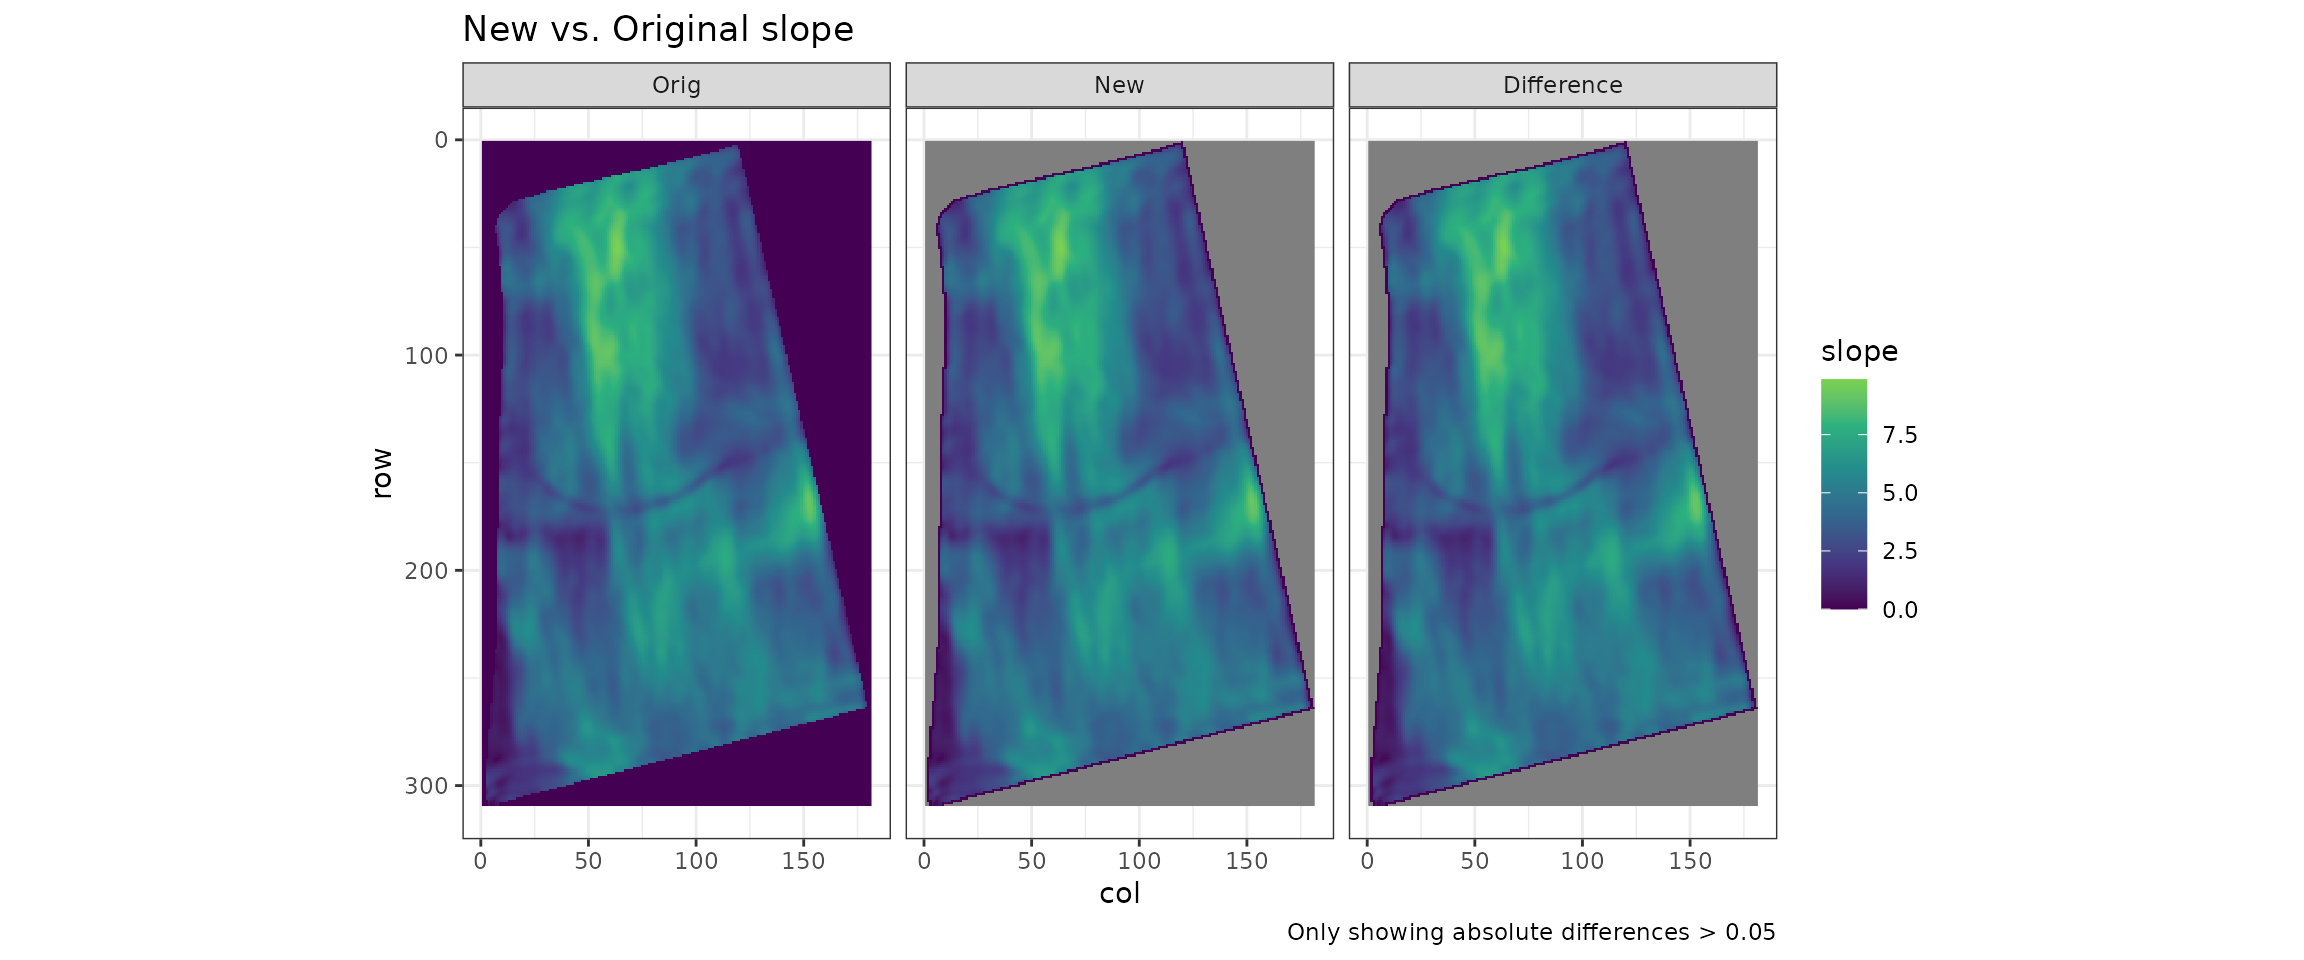 New vs. Original slope
Orig
New
Difference
0
100
200
300
row
0
50
100
150
0
50
100
150
0
50
100
150
col
slope
7.5
5.0
2.5
0.0
Only showing absolute differences > 0.05